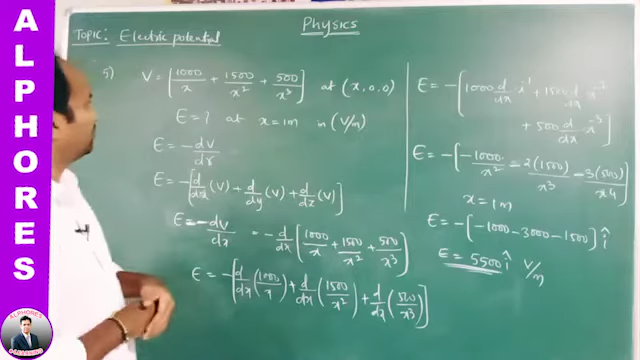 ALPHORES
Physics
TOPIC: Electric potential
5) V = [1000/x + 1500/x² + 500/x³] at (x,0,0)
E = ? at x = 1m in (V/m)
E = -dv/dr
E = -[d/dx (V) + d/dy (V) + d/dz (V)]
E = -dv/dx = -d/dx (1000/x + 1500/x² + 500/x³)
E = -[d/dx (1000/x) + d/dx (1500/x²) + d/dx (500/x³)]
E = -[1000 d/dx x⁻¹ + 1500 d/dx x⁻²
+ 500 d/dx x⁻³]
E = -[-1000/x² - 2(1500)/x³ - 3(500)/x⁴]
x = 1m
E = -[-1000 - 3000 - 1500] î
E = 5500 î V/m
ALPHORE'S